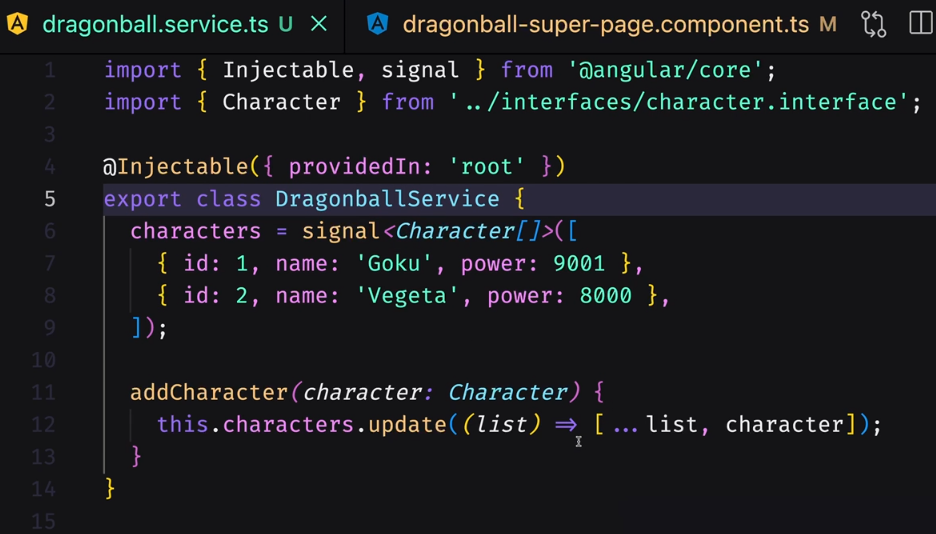 dragonball.service.ts U
dragonball-super-page.component.ts M
1 import { Injectable, signal } from '@angular/core';
2 import { Character } from '../interfaces/character.interface';
3
4 @Injectable({ providedIn: 'root' })
5 export class DragonballService {
6 characters = signal<Character[]>([
7 { id: 1, name: 'Goku', power: 9001 },
8 { id: 2, name: 'Vegeta', power: 8000 },
9 ]);
10
11 addCharacter(character: Character) {
12 this.characters.update((list) => [...list, character]);
13 }
14 }
15